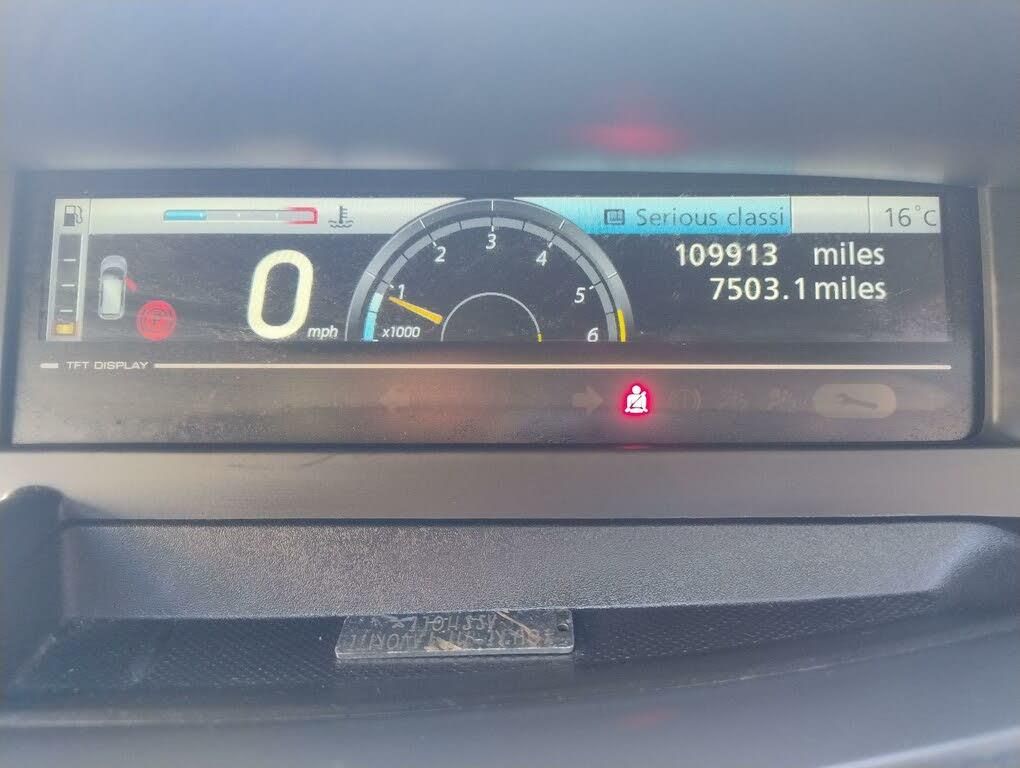 Serious classi
16°C
109913 miles
7503.1 miles
0 mph
1 2 3 4 5 6
x1000
TFT DISPLAY